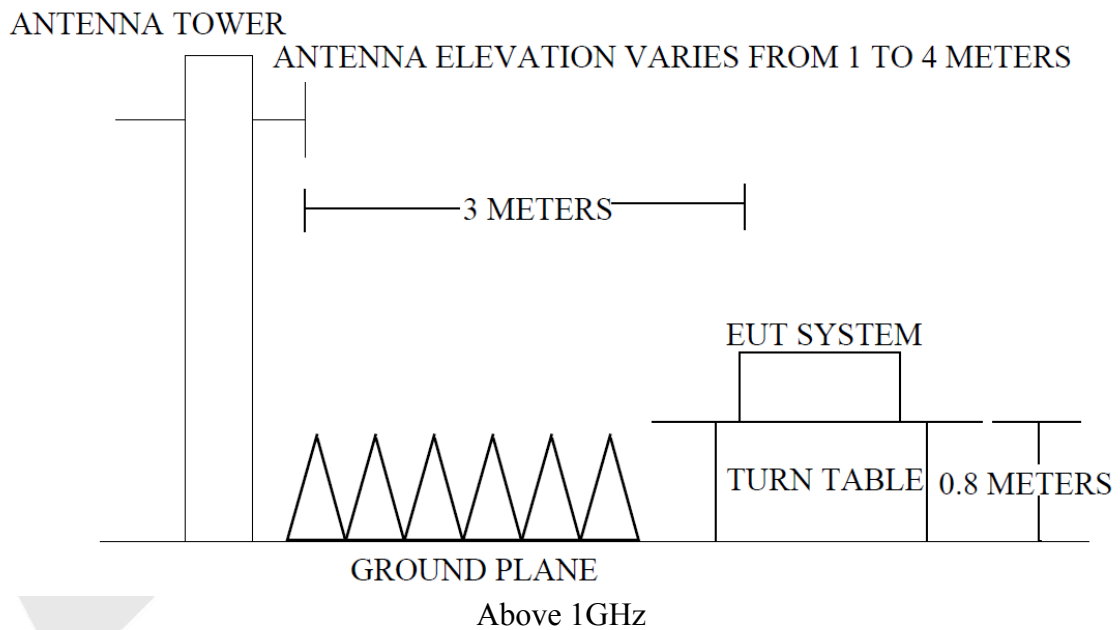 ANTENNA TOWER
ANTENNA ELEVATION VARIES FROM 1 TO 4 METERS
3 METERS
EUT SYSTEM
TURN TABLE
0.8 METERS
GROUND PLANE
Above 1GHz